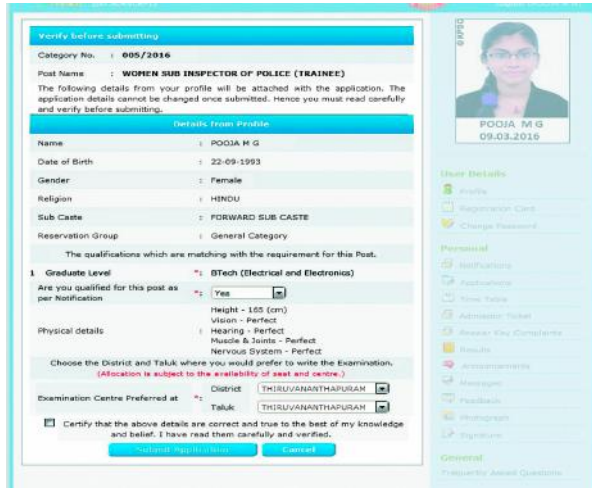 Verify before submitting
Category No. : 005/2016
Post Name : WOMEN SUB INSPECTOR OF POLICE (TRAINEE)
The following details from your profile will be attached with the application. The
application details cannot be changed once submitted. Hence you must read carefully
and verify before submitting.
Details from Profile
Name : POOJA M G
Date of Birth : 22-09-1993
Gender : Female
Religion : HINDU
Sub Caste : FORWARD SUB CASTE
Reservation Group : General Category
The qualifications which are matching with the requirement for this Post.
1 Graduate Level *: BTech (Electrical and Electronics)
Are you qualified for this post as
per Notification *: Yes
Physical details :
Height - 165 (cm)
Vision - Perfect
Hearing - Perfect
Muscle & Joints - Perfect
Nervous System - Perfect
Choose the District and Taluk where you would prefer to write the Examination.
(Allocation is subject to the availability of seat and centre.)
Examination Centre Preferred at *:
District THIRUVANANTHAPURAM
Taluk THIRUVANANTHAPURAM
Certify that the above details are correct and true to the best of my knowledge
and belief. I have read them carefully and verified.
Submit Application Cancel
©KPSC
POOJA M G
09.03.2016
User Details
Profile
Registration Card
Change Password
Personal
Notifications
Applications
Time Table
Admission Ticket
Answer Key Complaints
Results
Announcements
Messages
Feedback
Photograph
Signature
General
Frequently Asked Questions